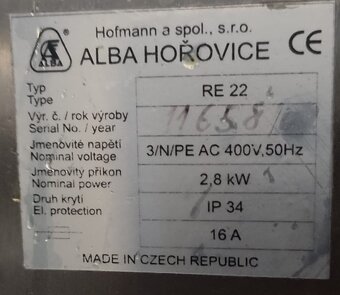 Hofmann a spol., s.r.o.
ALBA HOŘOVICE CE
Typ
Type
RE 22
Výr. č. / rok výroby
Serial No. / year
11658
Jmenovité napětí
Nominal voltage
3/N/PE AC 400V,50Hz
Jmenovitý příkon
Nominal power
2,8 kW
Druh krytí
El. protection
IP 34
16 A
MADE IN CZECH REPUBLIC